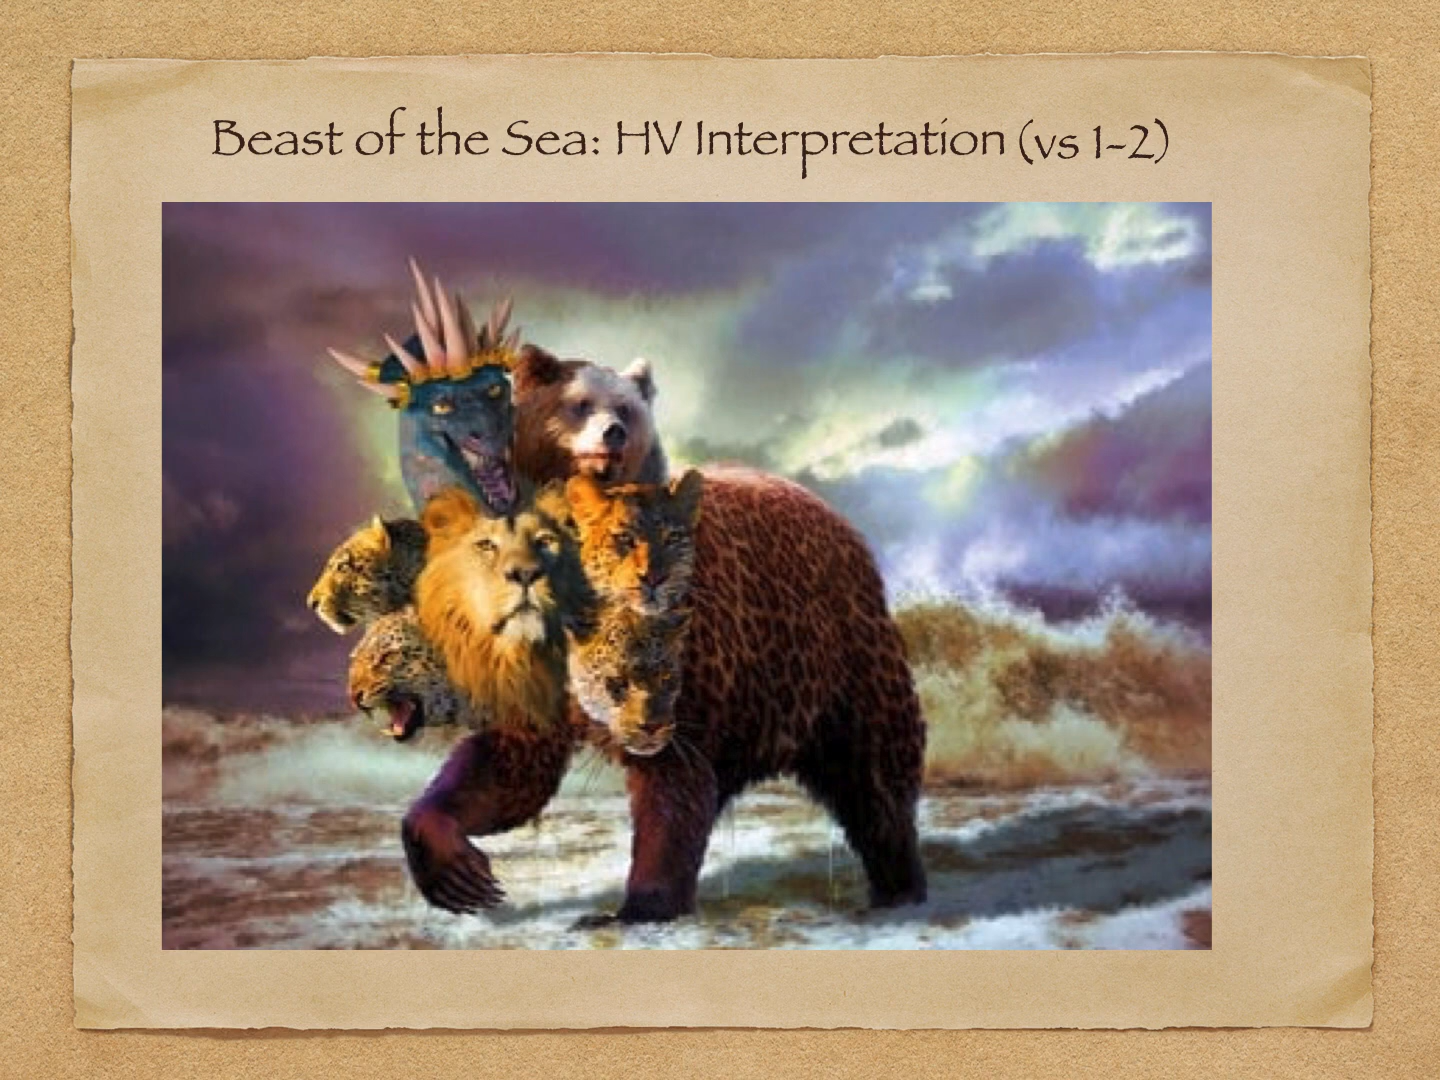 Beast of the Sea: HV Interpretation (vs 1-2)